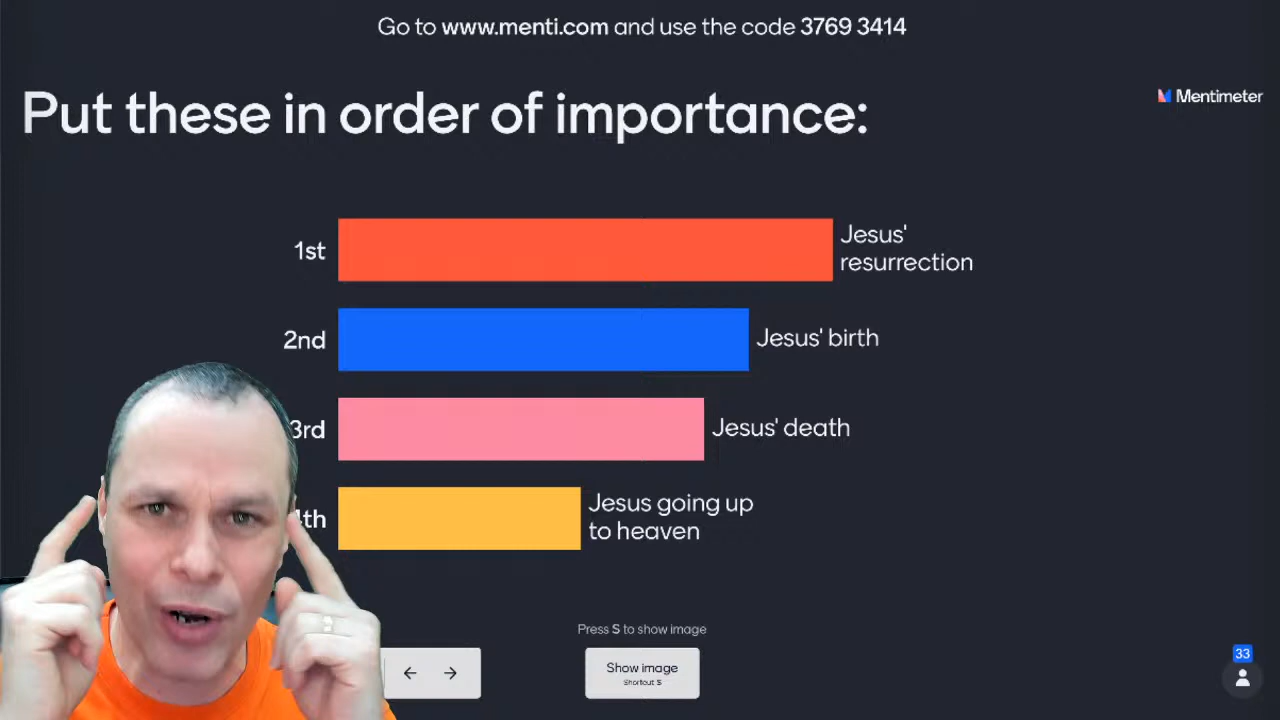 Go to www.menti.com and use the code 3769 3414
Put these in order of importance:
Mentimeter
1st
Jesus'
resurrection
2nd
Jesus' birth
3rd
Jesus' death
4th
Jesus going up
to heaven
Press S to show image
Show image
Shortcut S
33